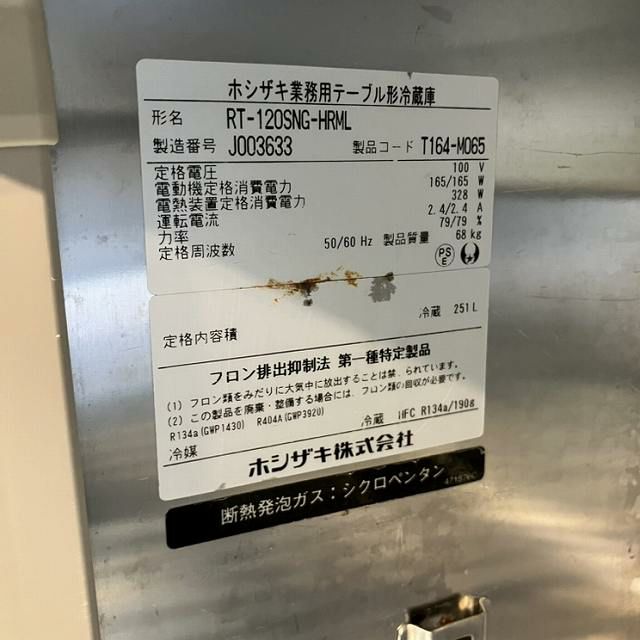 ホシザキ業務用テーブル形冷蔵庫
形名 RT-120SNG-HRML
製造番号 J003633 製品コード T164-M065
定格電圧 100 V
電動機定格消費電力 165/165 W
電熱装置定格消費電力 328 W
運転電流 2.4/2.4 A
力率 79/79 %
定格周波数 50/60 Hz 製品質量 68 kg
PS
E
冷蔵 251 L
定格内容積
フロン排出抑制法 第一種特定製品
(1) フロン類をみだりに大気中に放出することは禁じられています。
(2) この製品を廃棄・整備する場合には、フロン類の回収が必要です。
R134a(GWP1430) R404A(GWP3920)
冷媒 冷蔵 HFC R134a/190g
ホシザキ株式会社
断熱発泡ガス：シクロペンタン